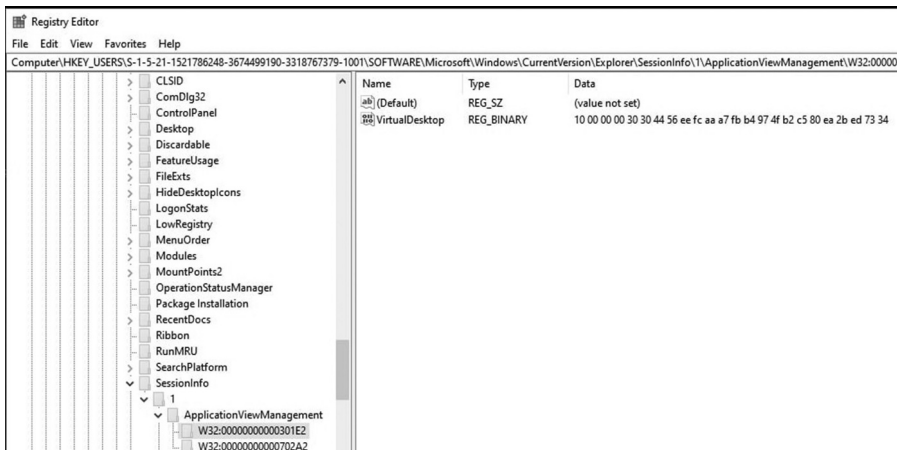 Registry Editor
File Edit View Favorites Help
Computer\HKEY_USERS\S-1-5-21-1521786248-3674499190-3318767379-1001\SOFTWARE\Microsoft\Windows\CurrentVersion\Explorer\SessionInfo\1\ApplicationViewManagement\W32:00000
CLSID
ComDlg32
ControlPanel
Desktop
Discardable
FeatureUsage
FileExts
HideDesktopIcons
LogonStats
LowRegistry
MenuOrder
Modules
MountPoints2
OperationStatusManager
Package Installation
RecentDocs
Ribbon
RunMRU
SearchPlatform
SessionInfo
1
ApplicationViewManagement
W32:00000000000301E2
W32:00000000000702A2
Name Type Data
(Default) REG_SZ (value not set)
VirtualDesktop REG_BINARY 10 00 00 00 30 30 44 56 ee fc aa a7 fb b4 97 4f b2 c5 80 ea 2b ed 73 34